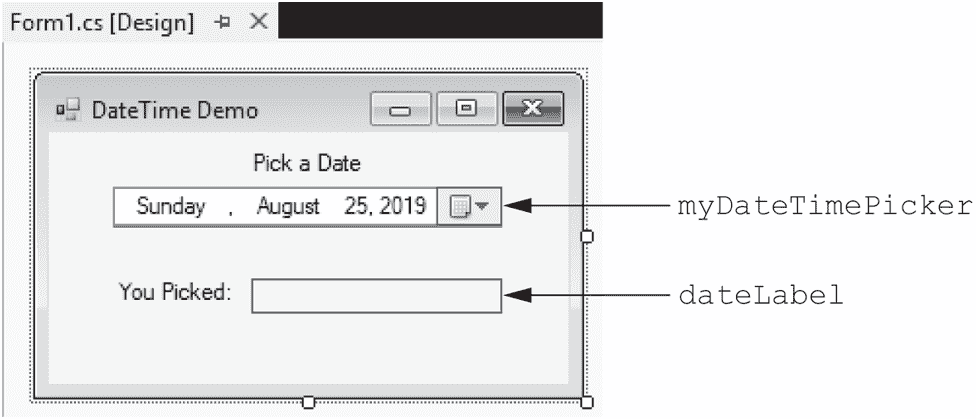 Form1.cs [Design]
DateTime Demo
Pick a Date
Sunday , August 25, 2019
myDateTimePicker
You Picked:
dateLabel